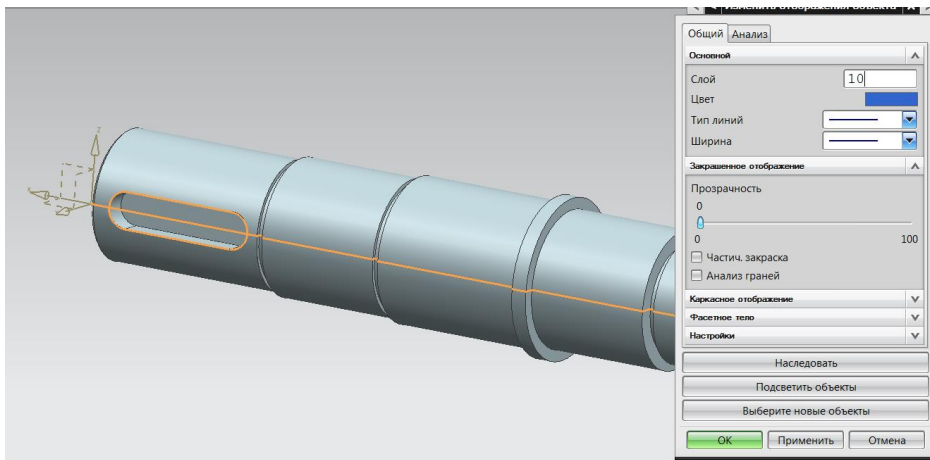 Изменить отображения объекта
Общий Анализ
Основной
Слой 10
Цвет
Тип линий
Ширина
Закрашенное отображение
Прозрачность
0
0 100
Частич. закраска
Анализ граней
Каркасное отображение
Фасетное тело
Настройки
Наследовать
Подсветить объекты
Выберите новые объекты
OK Применить Отмена